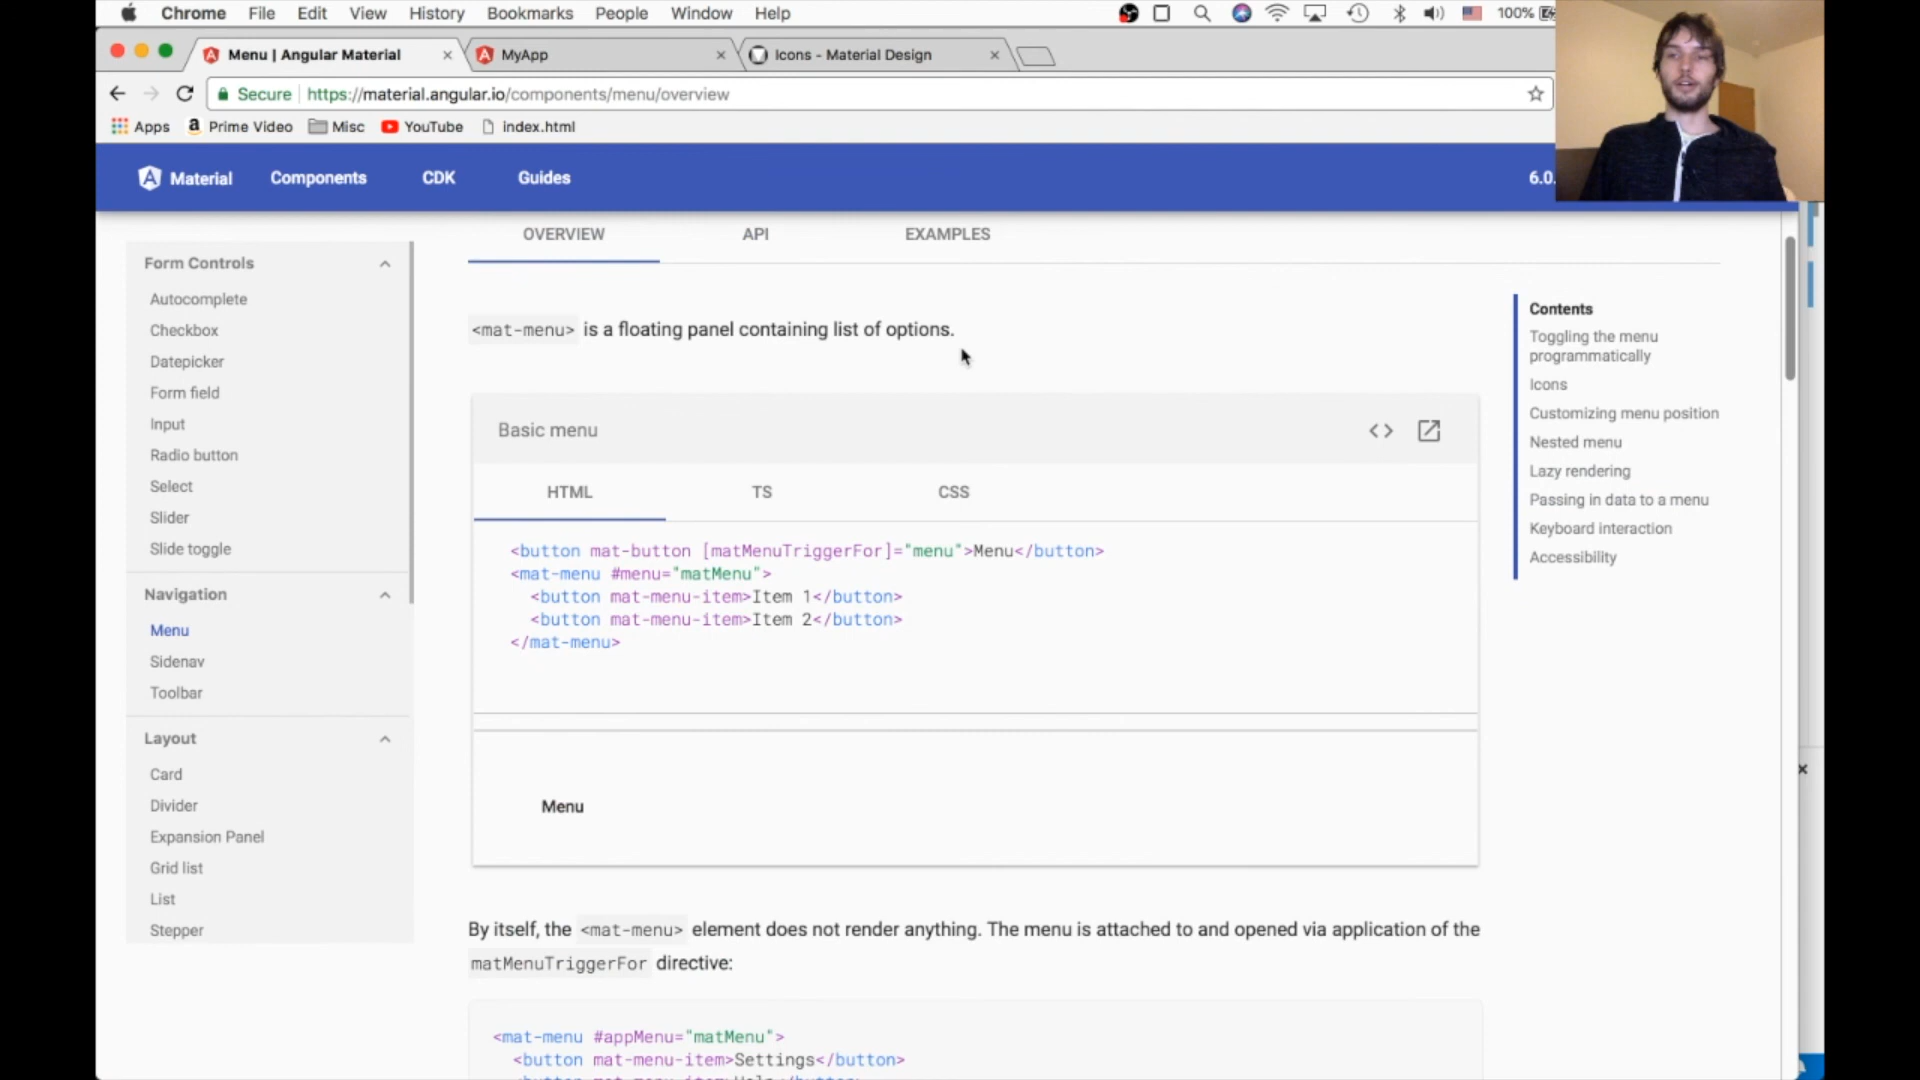 Chrome File Edit View History Bookmarks People Window Help 100%
Menu | Angular Material MyApp Icons - Material Design
Secure https://material.angular.io/components/menu/overview
Apps Prime Video Misc YouTube index.html
Material Components CDK Guides 6.0.
OVERVIEW API EXAMPLES
Form Controls
Autocomplete
Checkbox
Datepicker
Form field
Input
Radio button
Select
Slider
Slide toggle
Navigation
Menu
Sidenav
Toolbar
Layout
Card
Divider
Expansion Panel
Grid list
List
Stepper
<mat-menu> is a floating panel containing list of options.
Basic menu
HTML TS CSS
<button mat-button [matMenuTriggerFor]="menu">Menu</button>
<mat-menu #menu="matMenu">
<button mat-menu-item>Item 1</button>
<button mat-menu-item>Item 2</button>
</mat-menu>
Menu
By itself, the <mat-menu> element does not render anything. The menu is attached to and opened via application of the
matMenuTriggerFor directive:
<mat-menu #appMenu="matMenu">
<button mat-menu-item>Settings</button>
Contents
Toggling the menu
programmatically
Icons
Customizing menu position
Nested menu
Lazy rendering
Passing in data to a menu
Keyboard interaction
Accessibility